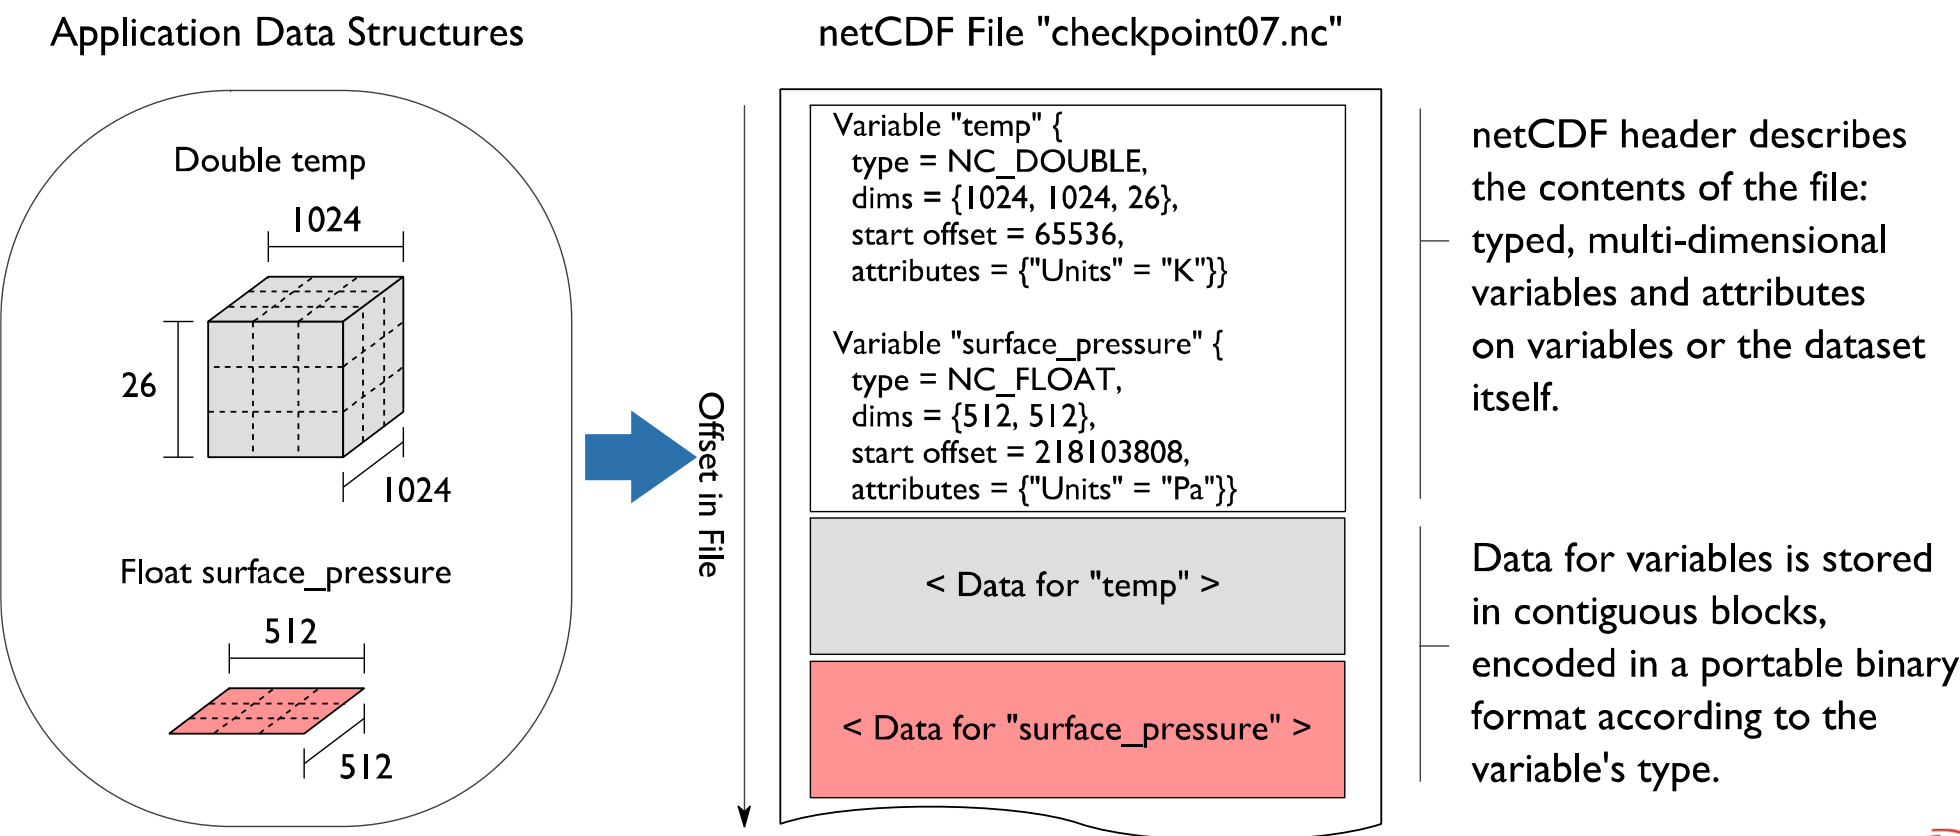 Application Data Structures
Double temp
1024
26
1024
Float surface_pressure
512
512
netCDF File "checkpoint07.nc"
Offset in File
Variable "temp" {
type = NC_DOUBLE,
dims = {1024, 1024, 26},
start offset = 65536,
attributes = {"Units" = "K"}}
Variable "surface_pressure" {
type = NC_FLOAT,
dims = {512, 512},
start offset = 218103808,
attributes = {"Units" = "Pa"}}
< Data for "temp" >
< Data for "surface_pressure" >
netCDF header describes
the contents of the file:
typed, multi-dimensional
variables and attributes
on variables or the dataset
itself.
Data for variables is stored
in contiguous blocks,
encoded in a portable binary
format according to the
variable's type.